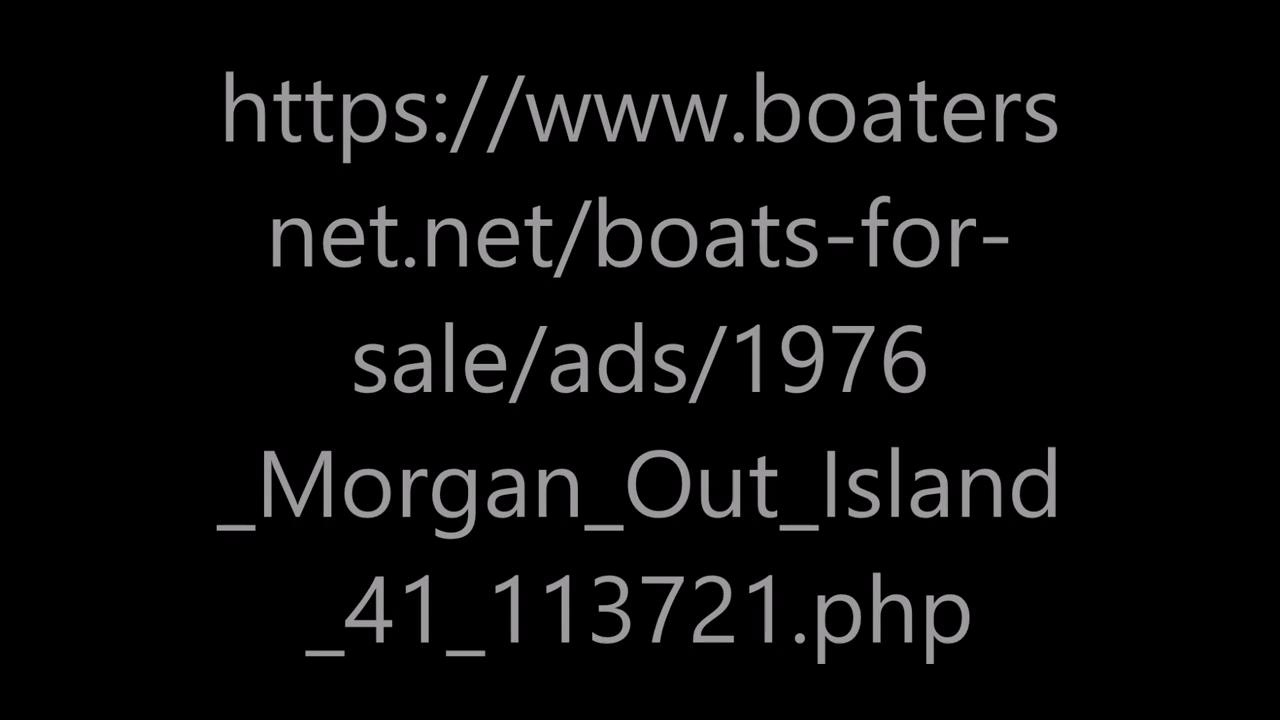 https://www.boaters
net.net/boats-for-
sale/ads/1976
_Morgan_Out_Island
_41_113721.php